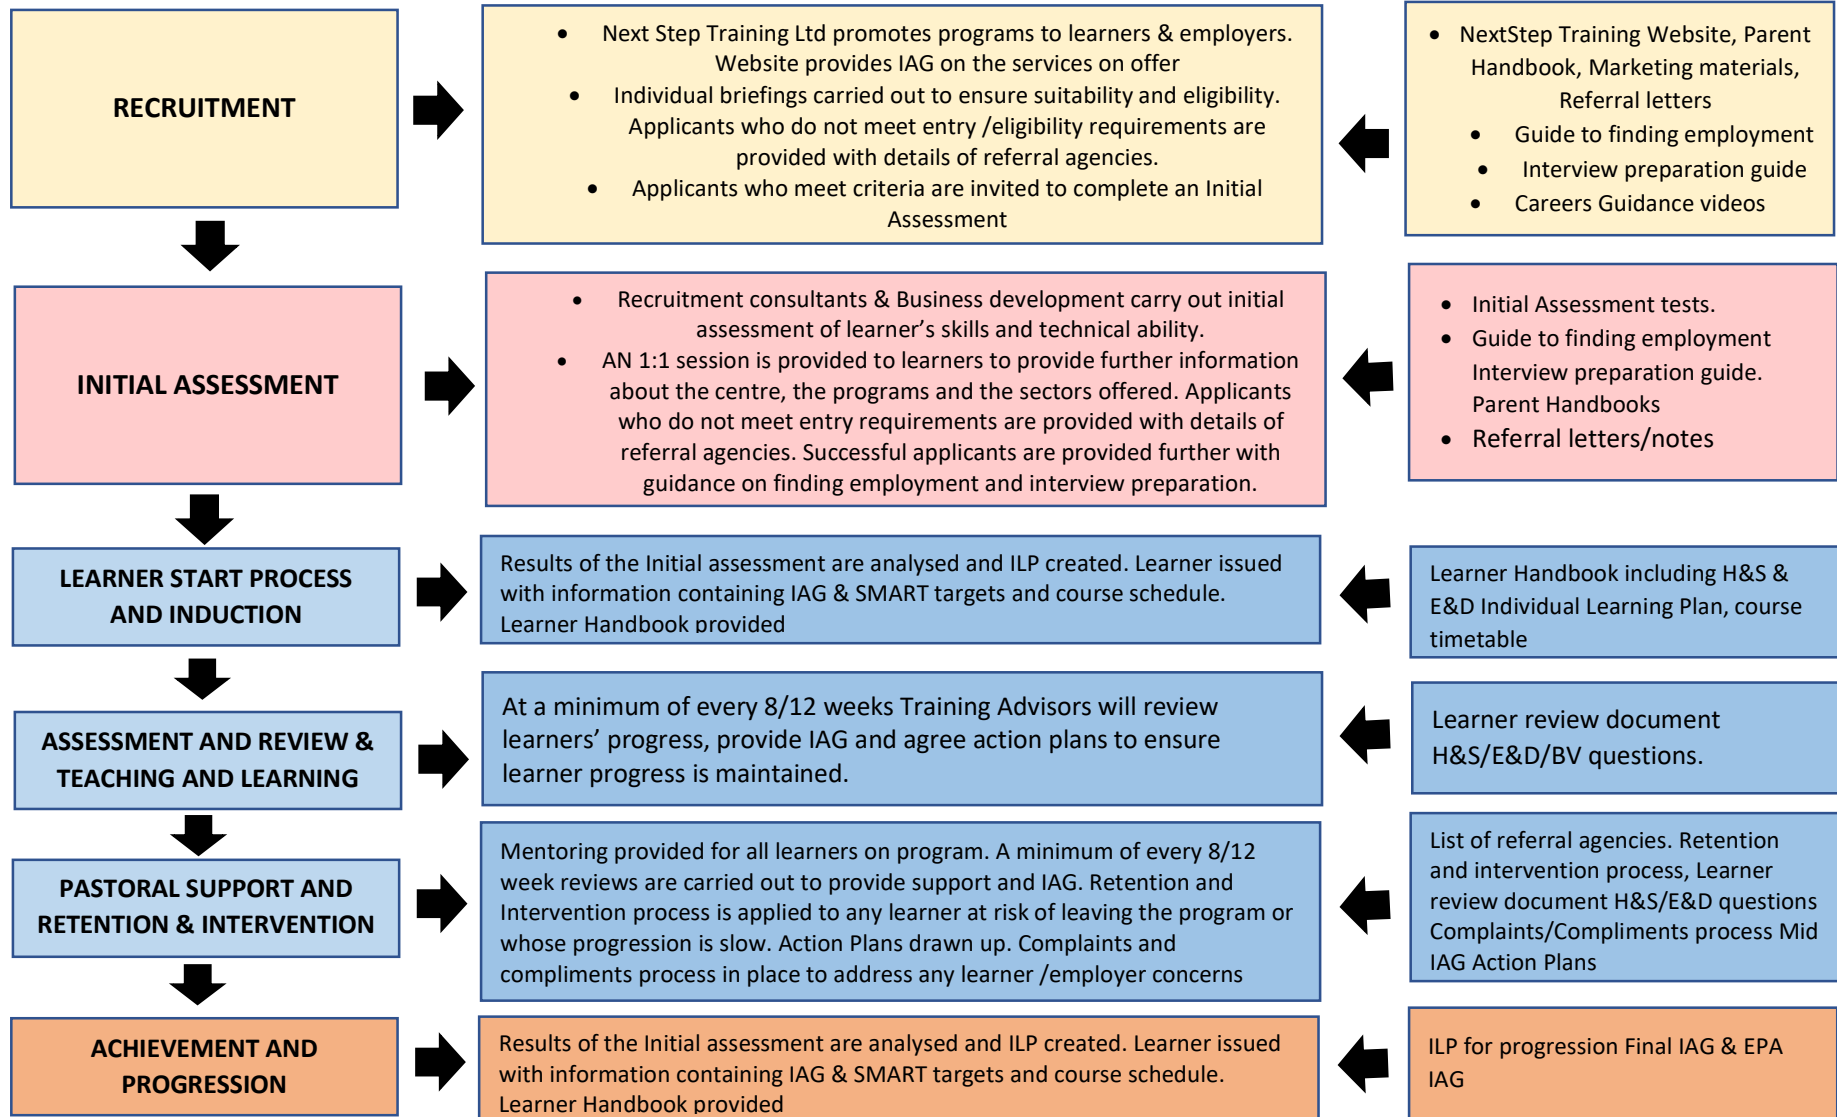 RECRUITMENT
• Next Step Training Ltd promotes programs to learners & employers.
Website provides IAG on the services on offer
• Individual briefings carried out to ensure suitability and eligibility.
Applicants who do not meet entry /eligibility requirements are
provided with details of referral agencies.
• Applicants who meet criteria are invited to complete an Initial
Assessment
• NextStep Training Website, Parent
Handbook, Marketing materials,
Referral letters
• Guide to finding employment
• Interview preparation guide
• Careers Guidance videos
INITIAL ASSESSMENT
• Recruitment consultants & Business development carry out initial
assessment of learner's skills and technical ability.
• AN 1:1 session is provided to learners to provide further information
about the centre, the programs and the sectors offered. Applicants
who do not meet entry requirements are provided with details of
referral agencies. Successful applicants are provided further with
guidance on finding employment and interview preparation.
• Initial Assessment tests.
• Guide to finding employment
Interview preparation guide.
Parent Handbooks
• Referral letters/notes
LEARNER START PROCESS
AND INDUCTION
Results of the Initial assessment are analysed and ILP created. Learner issued
with information containing IAG & SMART targets and course schedule.
Learner Handbook provided
Learner Handbook including H&S &
E&D Individual Learning Plan, course
timetable
ASSESSMENT AND REVIEW &
TEACHING AND LEARNING
At a minimum of every 8/12 weeks Training Advisors will review
learners' progress, provide IAG and agree action plans to ensure
learner progress is maintained.
Learner review document
H&S/E&D/BV questions.
PASTORAL SUPPORT AND
RETENTION & INTERVENTION
Mentoring provided for all learners on program. A minimum of every 8/12
week reviews are carried out to provide support and IAG. Retention and
Intervention process is applied to any learner at risk of leaving the program or
whose progression is slow. Action Plans drawn up. Complaints and
compliments process in place to address any learner /employer concerns
List of referral agencies. Retention
and intervention process, Learner
review document H&S/E&D questions
Complaints/Compliments process Mid
IAG Action Plans
ACHIEVEMENT AND
PROGRESSION
Results of the Initial assessment are analysed and ILP created. Learner issued
with information containing IAG & SMART targets and course schedule.
Learner Handbook provided
ILP for progression Final IAG & EPA
IAG